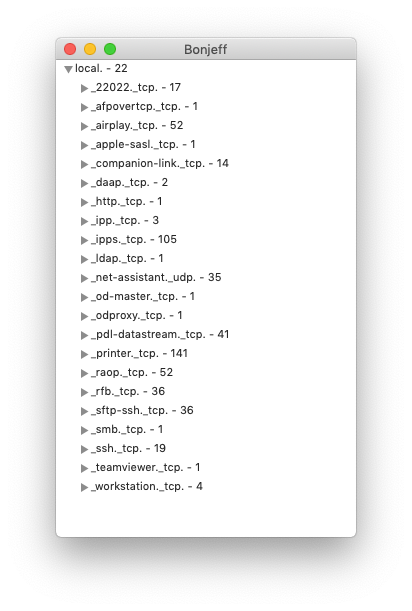 Bonjeff
local. - 22
_22022._tcp. - 17
_afpovertcp._tcp. - 1
_airplay._tcp. - 52
_apple-sasl._tcp. - 1
_companion-link._tcp. - 14
_daap._tcp. - 2
_http._tcp. - 1
_ipp._tcp. - 3
_ipps._tcp. - 105
_ldap._tcp. - 1
_net-assistant._udp. - 35
_od-master._tcp. - 1
_odproxy._tcp. - 1
_pdl-datastream._tcp. - 41
_printer._tcp. - 141
_raop._tcp. - 52
_rfb._tcp. - 36
_sftp-ssh._tcp. - 36
_smb._tcp. - 1
_ssh._tcp. - 19
_teamviewer._tcp. - 1
_workstation._tcp. - 4